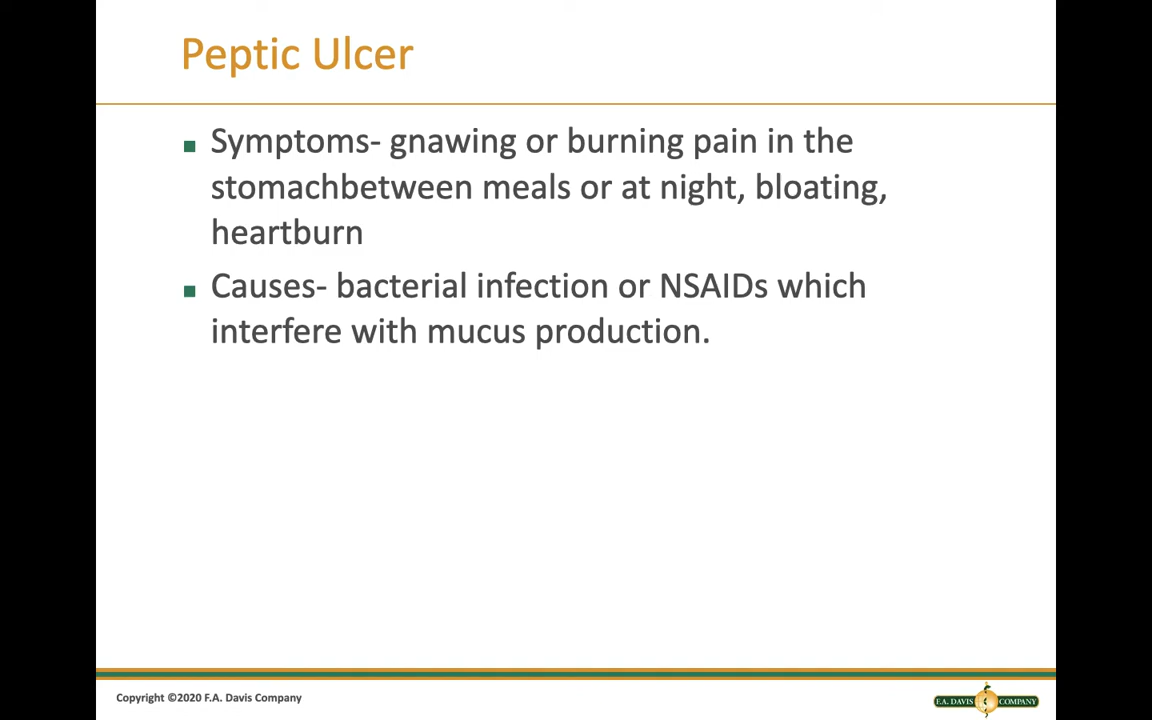 Peptic Ulcer
Symptoms- gnawing or burning pain in the
stomachbetween meals or at night, bloating,
heartburn
Causes- bacterial infection or NSAIDs which
interfere with mucus production.
Copyright ©2020 F.A. Davis Company
F.A. DAVIS COMPANY